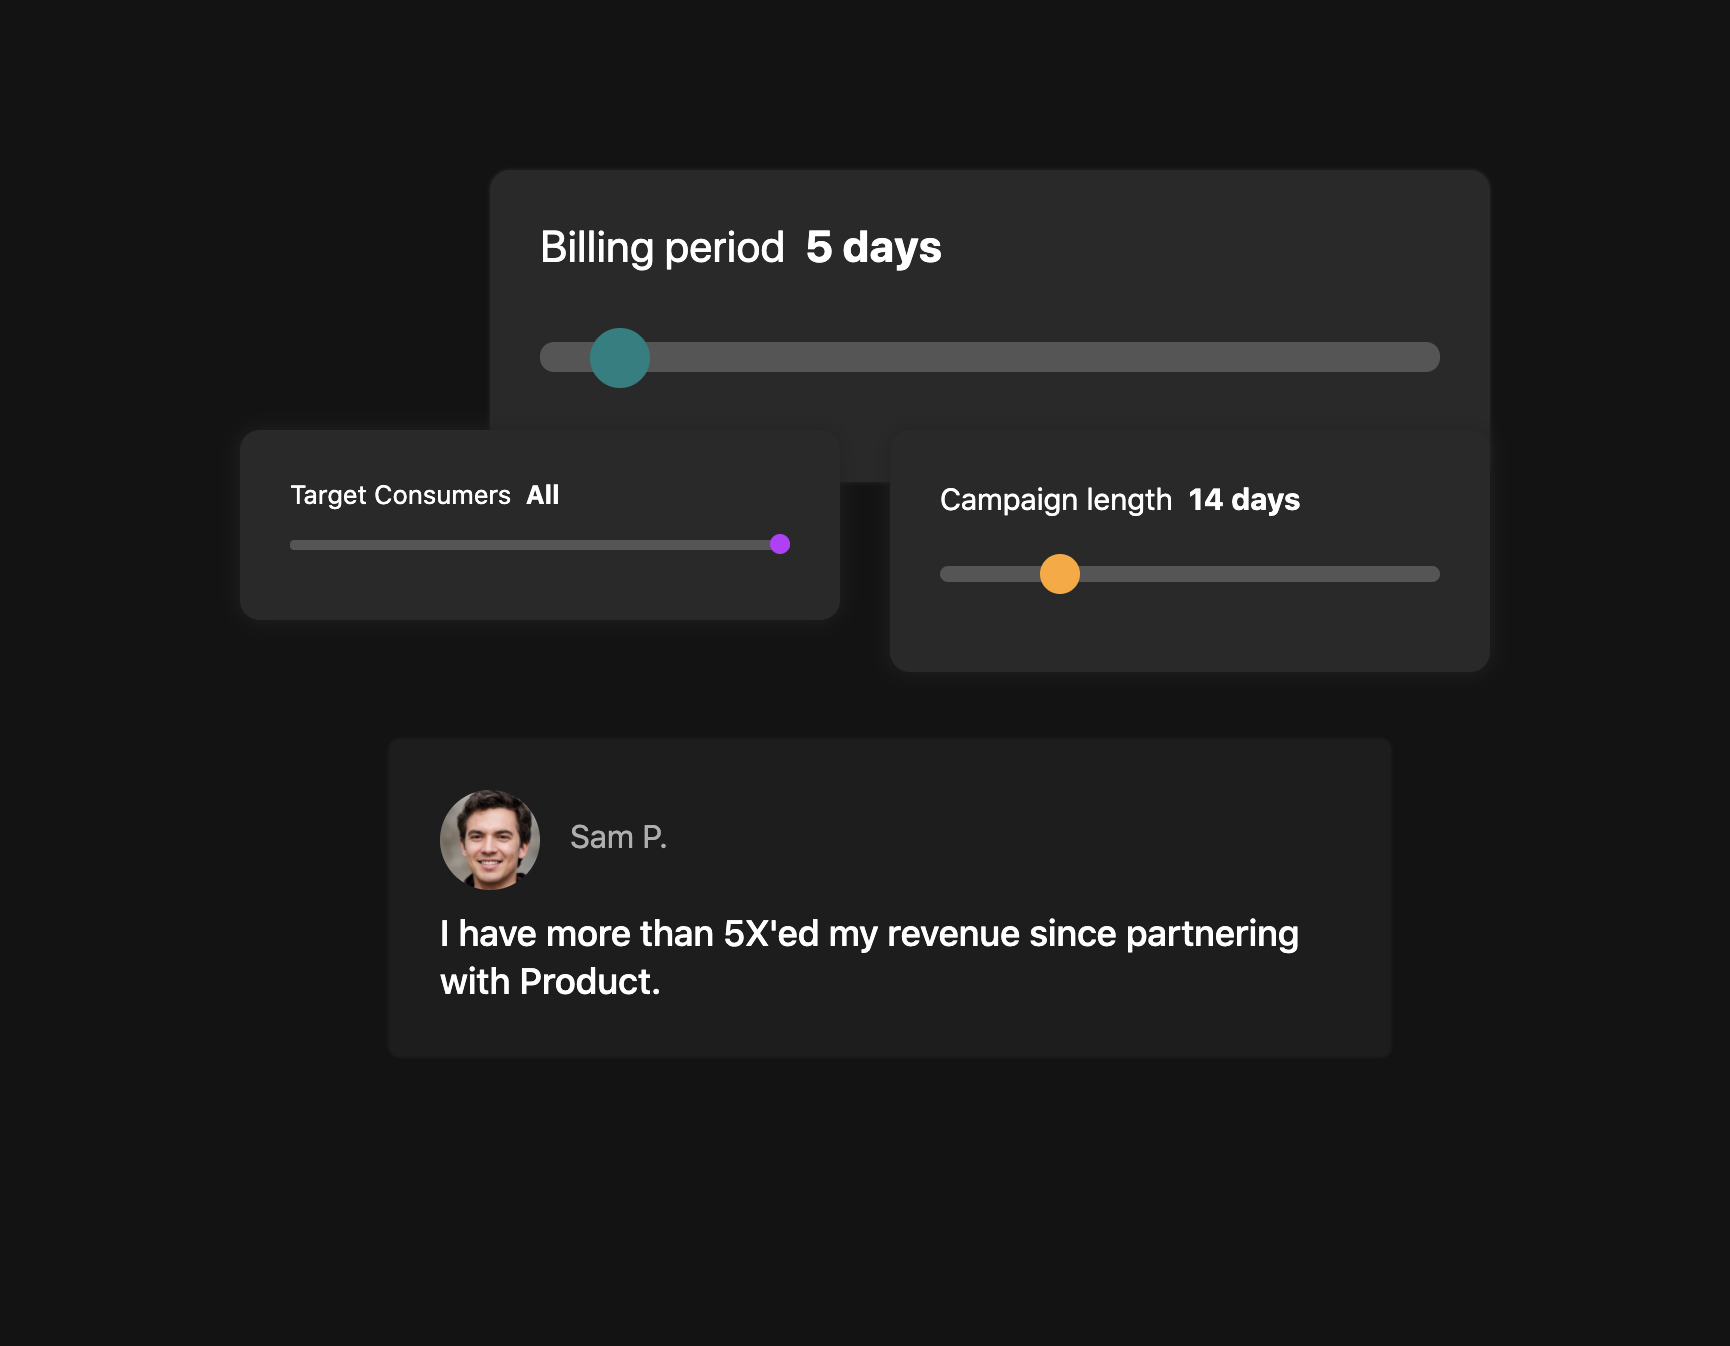 Billing period 5 days
Target Consumers All
Campaign length 14 days
Sam P.
I have more than 5X'ed my revenue since partnering
with Product.